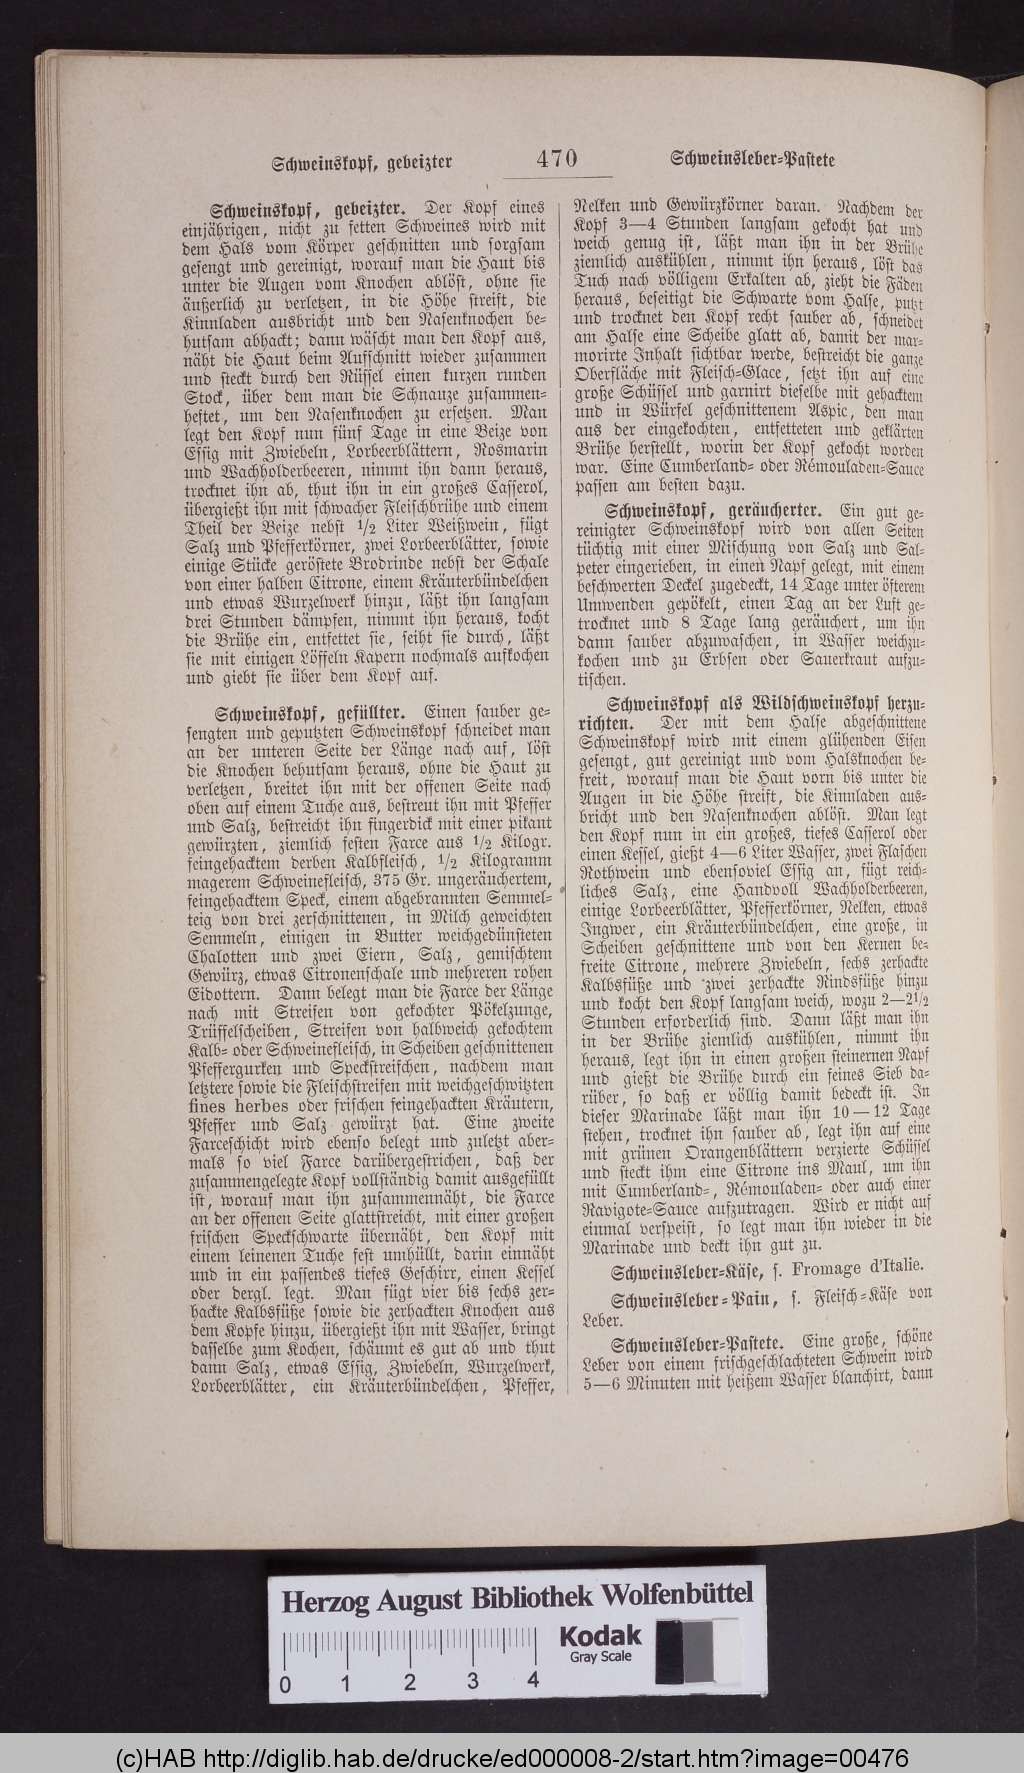 Schweinskopf, gebeizter 470 Schweinsleber-Pastete
Schweinskopf, gebeizter. Der Kopf eines
einjährigen, nicht zu fetten Schweines wird mit
dem Hals vom Körper geschnitten und sorgsam
gesengt und gereinigt, worauf man die Haut bis
unter die Augen vom Knochen ablöst, ohne sie
äußerlich zu verletzen, in die Höhe streift, die
Kinnladen ausbricht und den Nasenknochen be-
hutsam abhackt; dann wäscht man den Kopf aus,
näht die Haut beim Aufschnitt wieder zusammen
und steckt durch den Rüssel einen kurzen runden
Stock, über dem man die Schnauze zusammen-
heftet, um den Nasenknochen zu ersetzen. Man
legt den Kopf nun fünf Tage in eine Beize von
Essig mit Zwiebeln, Lorbeerblättern, Rosmarin
und Wachholderbeeren, nimmt ihn dann heraus,
trocknet ihn ab, thut ihn in ein großes Casserol,
übergießt ihn mit schwacher Fleischbrühe und einem
Theil der Beize nebst 1/2 Liter Weißwein, fügt
Salz und Pfefferkörner, zwei Lorbeerblätter, sowie
einige Stücke geröstete Brodrinde nebst der Schale
von einer halben Citrone, einem Kräuterbündelchen
und etwas Wurzelwerk hinzu, läßt ihn langsam
drei Stunden dämpfen, nimmt ihn heraus, kocht
die Brühe ein, entfettet sie, seiht sie durch, läßt
sie mit einigen Löffeln Kapern nochmals aufkochen
und giebt sie über dem Kopf auf.
Schweinskopf, gefüllter. Einen sauber ge-
sengten und geputzten Schweinskopf schneidet man
an der unteren Seite der Länge nach auf, löst
die Knochen behutsam heraus, ohne die Haut zu
verletzen, breitet ihn mit der offenen Seite nach
oben auf einem Tuche aus, bestreut ihn mit Pfeffer
und Salz, bestreicht ihn fingerdick mit einer pikant
gewürzten, ziemlich festen Farce aus 1/2 Kilogr.
feingehacktem derben Kalbfleisch, 1/2 Kilogramm
magerem Schweinefleisch, 375 Gr. ungeräuchertem,
feingehacktem Speck, einem abgebrannten Semmel-
teig von drei zerschnittenen, in Milch geweichten
Semmeln, einigen in Butter weichgedünsteten
Chalotten und zwei Eiern, Salz, gemischtem
Gewürz, etwas Citronenschale und mehreren rohen
Eidottern. Dann belegt man die Farce der Länge
nach mit Streifen von gekochter Pökelzunge,
Trüffelscheiben, Streifen von halbweich gekochtem
Kalb- oder Schweinefleisch, in Scheiben geschnittenen
Pfeffergurken und Speckstreifchen, nachdem man
letztere sowie die Fleischstreifen mit weichgeschwitzten
fines herbes oder frischen feingehackten Kräutern,
Pfeffer und Salz gewürzt hat. Eine zweite
Farceschicht wird ebenso belegt und zuletzt aber-
mals so viel Farce darübergestrichen, daß der
zusammengelegte Kopf vollständig damit ausgefüllt
ist, worauf man ihn zusammennäht, die Farce
an der offenen Seite glattstreicht, mit einer großen
frischen Speckschwarte übernäht, den Kopf mit
einem leinenen Tuche fest umhüllt, darin einnäht
und in ein passendes tiefes Geschirr, einen Kessel
oder dergl. legt. Man fügt vier bis sechs zer-
hackte Kalbsfüße sowie die zerhackten Knochen aus
dem Kopfe hinzu, übergießt ihn mit Wasser, bringt
dasselbe zum Kochen, schäumt es gut ab und thut
dann Salz, etwas Essig, Zwiebeln, Wurzelwerk,
Lorbeerblätter, ein Kräuterbündelchen, Pfeffer,
Nelken und Gewürzkörner daran. Nachdem der
Kopf 3—4 Stunden langsam gekocht hat und
weich genug ist, läßt man ihn in der Brühe
ziemlich auskühlen, nimmt ihn heraus, löst das
Tuch nach völligem Erkalten ab, zieht die Fäden
heraus, beseitigt die Schwarte vom Halse, putzt
und trocknet den Kopf recht sauber ab, schneidet
am Halse eine Scheibe glatt ab, damit der mar-
morirte Inhalt sichtbar werde, bestreicht die ganze
Oberfläche mit Fleisch-Glace, setzt ihn auf eine
große Schüssel und garnirt dieselbe mit gehacktem
und in Würfel geschnittenem Aspic, den man
aus der eingekochten, entfetteten und geklärten
Brühe herstellt, worin der Kopf gekocht worden
war. Eine Cumberland- oder Rémouladen-Sauce
passen am besten dazu.
Schweinskopf, geräucherter. Ein gut ge-
reinigter Schweinskopf wird von allen Seiten
tüchtig mit einer Mischung von Salz und Sal-
peter eingerieben, in einen Napf gelegt, mit einem
beschwerten Deckel zugedeckt, 14 Tage unter öfterem
Umwenden gepökelt, einen Tag an der Luft ge-
trocknet und 8 Tage lang geräuchert, um ihn
dann sauber abzuwaschen, in Wasser weichzu-
kochen und zu Erbsen oder Sauerkraut aufzu-
tischen.
Schweinskopf als Wildschweinskopf herzu-
richten. Der mit dem Halse abgeschnittene
Schweinskopf wird mit einem glühenden Eisen
gesengt, gut gereinigt und vom Halsknochen be-
freit, worauf man die Haut vorn bis unter die
Augen in die Höhe streift, die Kinnladen aus-
bricht und den Nasenknochen ablöst. Man legt
den Kopf nun in ein großes, tiefes Casserol oder
einen Kessel, gießt 4—6 Liter Wasser, zwei Flaschen
Rothwein und ebensoviel Essig an, fügt reich-
liches Salz, eine Handvoll Wachholderbeeren,
einige Lorbeerblätter, Pfefferkörner, Nelken, etwas
Ingwer, ein Kräuterbündelchen, eine große, in
Scheiben geschnittene und von den Kernen be-
freite Citrone, mehrere Zwiebeln, sechs zerhackte
Kalbsfüße und zwei zerhackte Rindsfüße hinzu
und kocht den Kopf langsam weich, wozu 2—2 1/2
Stunden erforderlich sind. Dann läßt man ihn
in der Brühe ziemlich auskühlen, nimmt ihn
heraus, legt ihn in einen großen steinernen Napf
und gießt die Brühe durch ein feines Sieb da-
rüber, so daß er völlig damit bedeckt ist. In
dieser Marinade läßt man ihn 10—12 Tage
stehen, trocknet ihn sauber ab, legt ihn auf eine
mit grünen Orangenblättern verzierte Schüssel
und steckt ihm eine Citrone ins Maul, um ihn
mit Cumberland-, Rémouladen- oder auch einer
Ravigote-Sauce aufzutragen. Wird er nicht auf
einmal verspeist, so legt man ihn wieder in die
Marinade und deckt ihn gut zu.
Schweinsleber-Käse, s. Fromage d'Italie.
Schweinsleber-Pain, s. Fleisch-Käse von
Leber.
Schweinsleber-Pastete. Eine große, schöne
Leber von einem frischgeschlachteten Schwein wird
5—6 Minuten mit heißem Wasser blanchirt, dann
Herzog August Bibliothek Wolfenbüttel
Kodak
Gray Scale
0 1 2 3 4
(c)HAB http://diglib.hab.de/drucke/ed000008-2/start.htm?image=00476